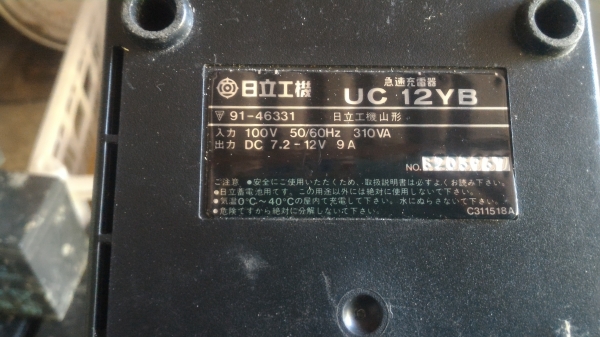 日立工機 急速充電器 UC 12YB
91-46331 日立工機山形
入力 100V 50/60Hz 310VA
出力 DC 7.2-12V 9A
NO.
ご注意 ●安全にご使用いただくため、取扱説明書は必ずよくお読み下さい。
●日立蓄電池用です、この用途以外には絶対に使用しないて下さい。
●気温0℃~40℃の屋内て充電して下さい。水にぬらさないて下さい。
●危険ですから絶対に分解しないて下さい。 C311518A